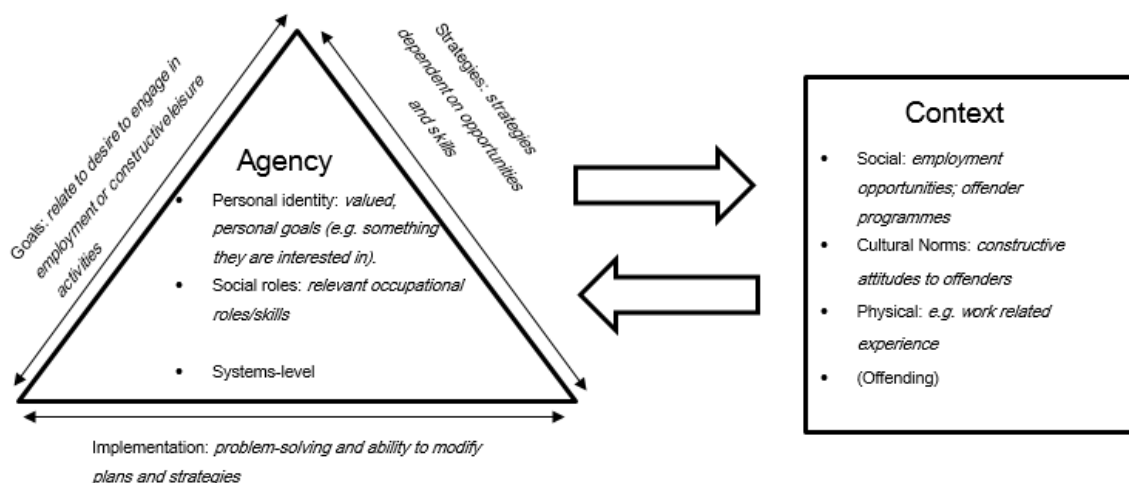 Goals: relate to desire to engage in
employment or constructive leisure
activities
Strategies: strategies
dependent on opportunities
and skills
Agency
• Personal identity: valued,
personal goals (e.g. something
they are interested in).
• Social roles: relevant occupational
roles/skills
• Systems-level
Implementation: problem-solving and ability to modify
plans and strategies
Context
• Social: employment
opportunities; offender
programmes
• Cultural Norms: constructive
attitudes to offenders
• Physical: e.g. work related
experience
• (Offending)